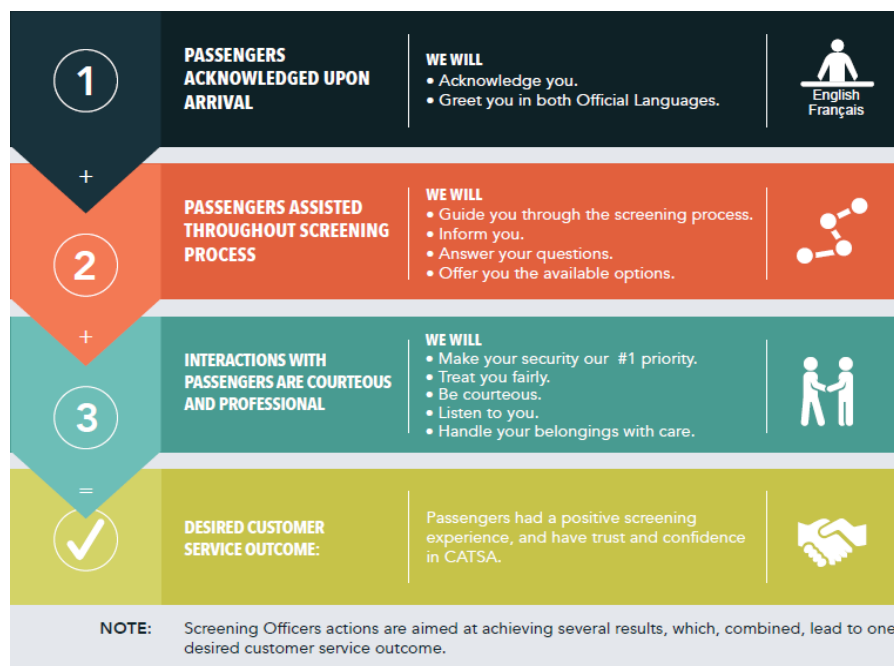 1
PASSENGERS
ACKNOWLEDGED UPON
ARRIVAL
WE WILL
• Acknowledge you.
• Greet you in both Official Languages.
English
Français
+
2
PASSENGERS ASSISTED
THROUGHOUT SCREENING
PROCESS
WE WILL
• Guide you through the screening process.
• Inform you.
• Answer your questions.
• Offer you the available options.
+
3
INTERACTIONS WITH
PASSENGERS ARE COURTEOUS
AND PROFESSIONAL
WE WILL
• Make your security our #1 priority.
• Treat you fairly.
• Be courteous.
• Listen to you.
• Handle your belongings with care.
=
DESIRED CUSTOMER
SERVICE OUTCOME:
Passengers had a positive screening
experience, and have trust and confidence
in CATSA.
NOTE: Screening Officers actions are aimed at achieving several results, which, combined, lead to one
desired customer service outcome.